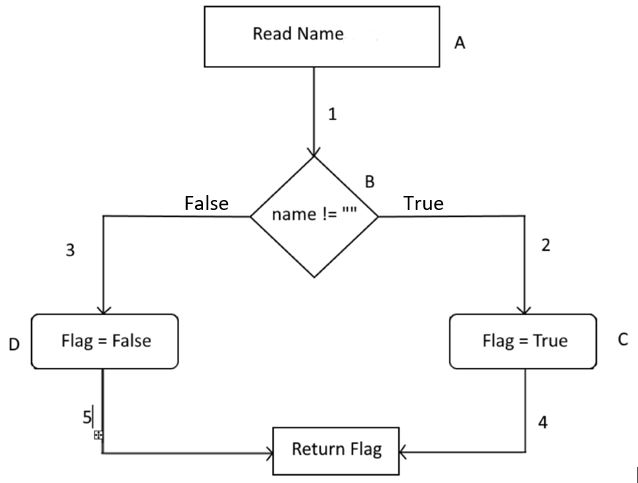 Read Name
A
1
B
False
True
name != ""
3
2
D
Flag = False
Flag = True
C
5
4
Return Flag